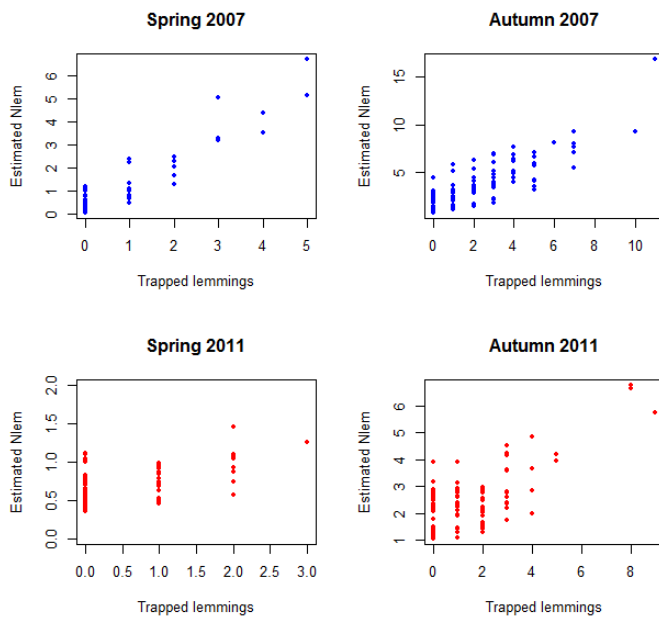 Spring 2007
Autumn 2007
Estimated Nlem
6
5
4
3
2
1
0
0 1 2 3 4 5
Trapped lemmings
Estimated Nlem
15
10
5
0 2 4 6 8 10
Trapped lemmings
Spring 2011
Autumn 2011
Estimated Nlem
2.0
1.5
1.0
0.5
0.0
0.0 0.5 1.0 1.5 2.0 2.5 3.0
Trapped lemmings
Estimated Nlem
6
5
4
3
2
1
0 2 4 6 8
Trapped lemmings